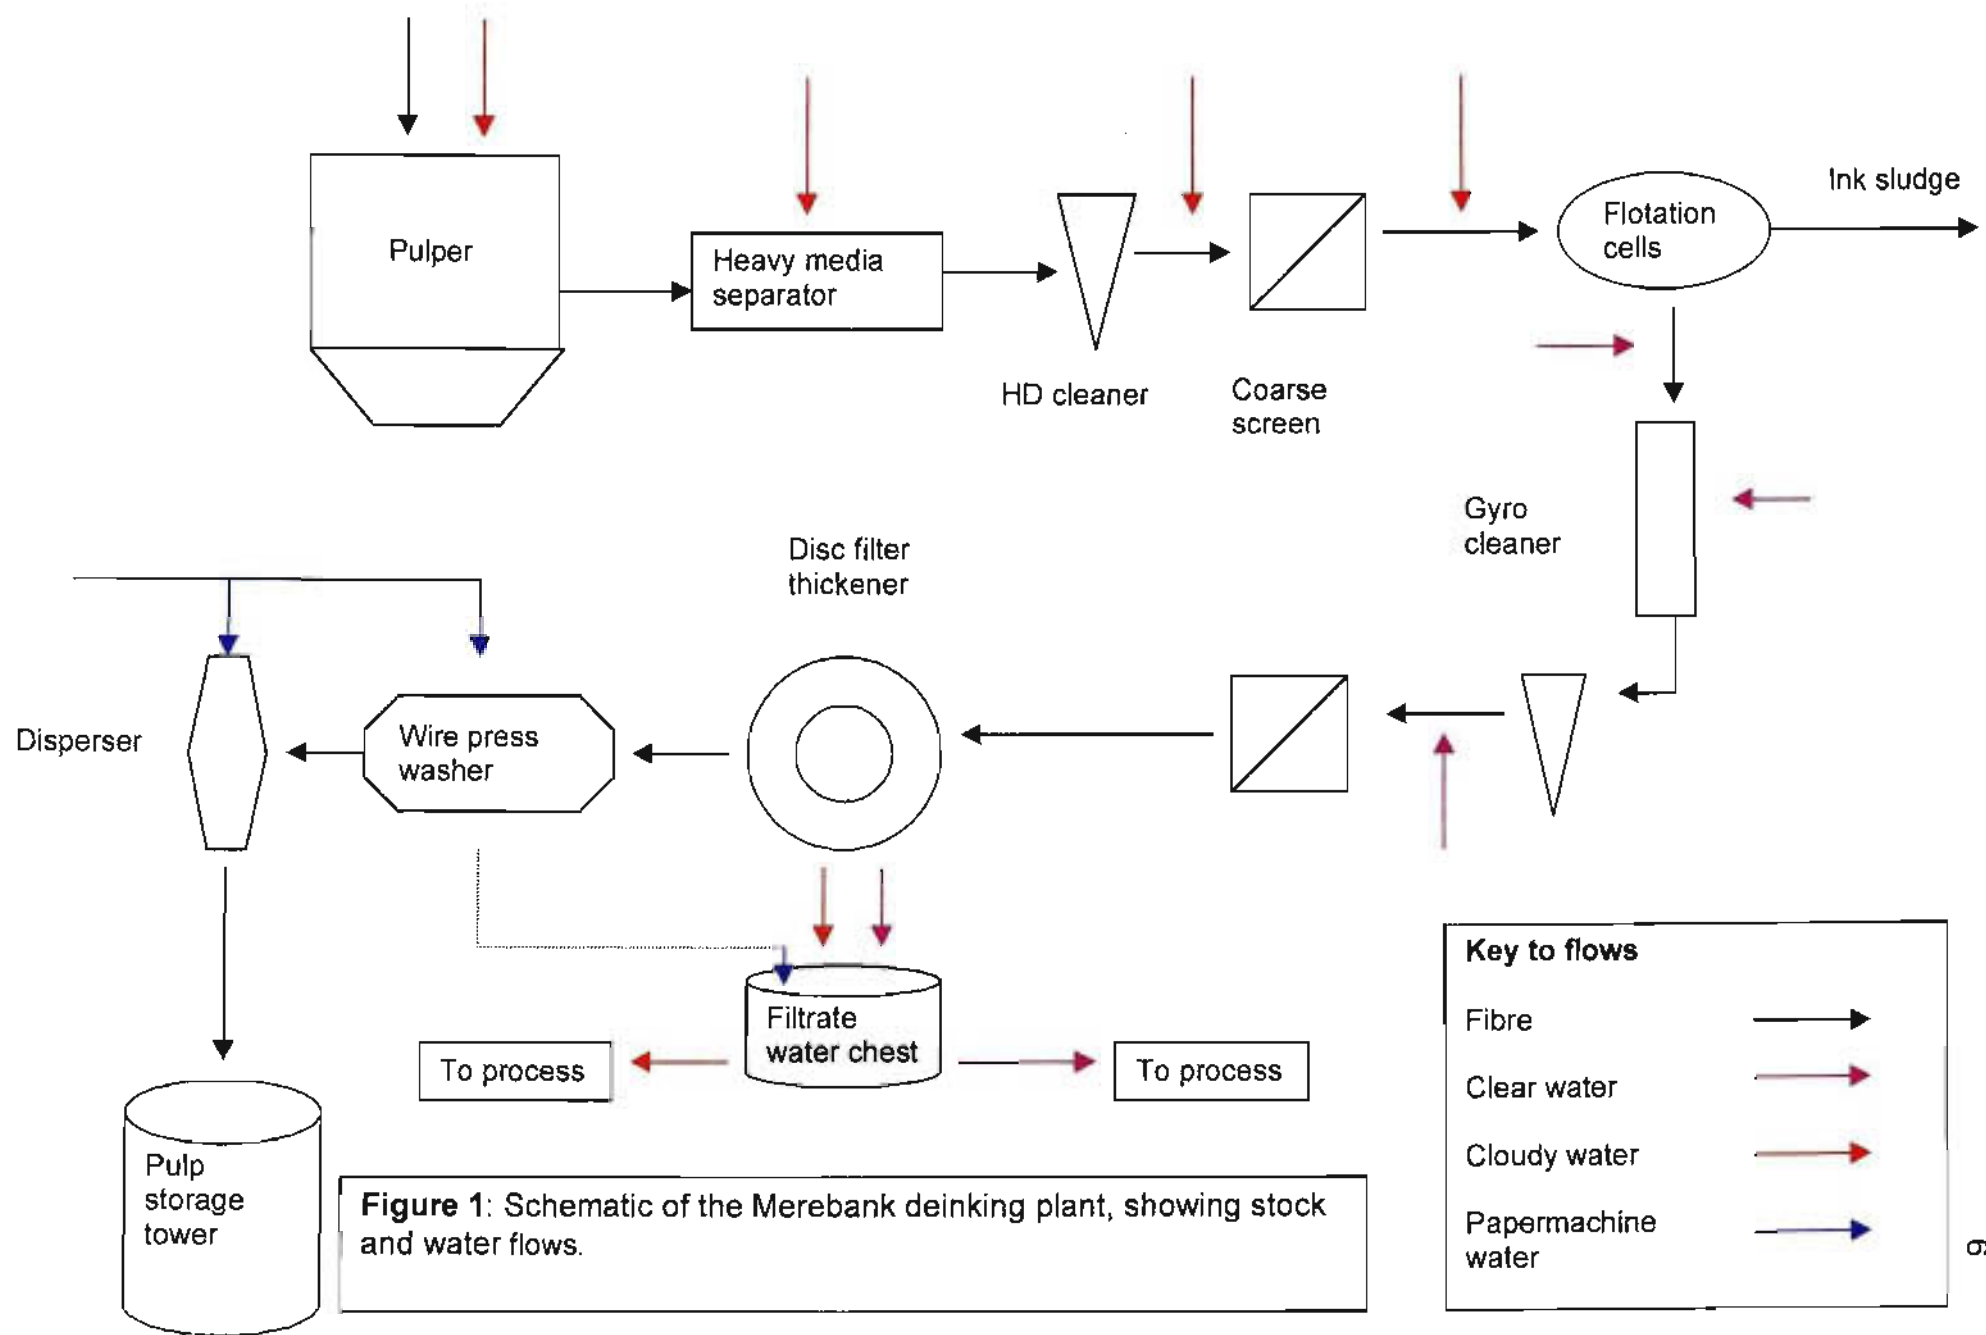 Ink sludge
Flotation
cells
Pulper
Heavy media
separator
HD cleaner
Coarse
screen
Gyro
cleaner
Disc filter
thickener
Disperser
Wire press
washer
Filtrate
water chest
To process
To process
Pulp
storage
tower
Figure 1: Schematic of the Merebank deinking plant, showing stock
and water flows.
Key to flows
Fibre
Clear water
Cloudy water
Papermachine
water